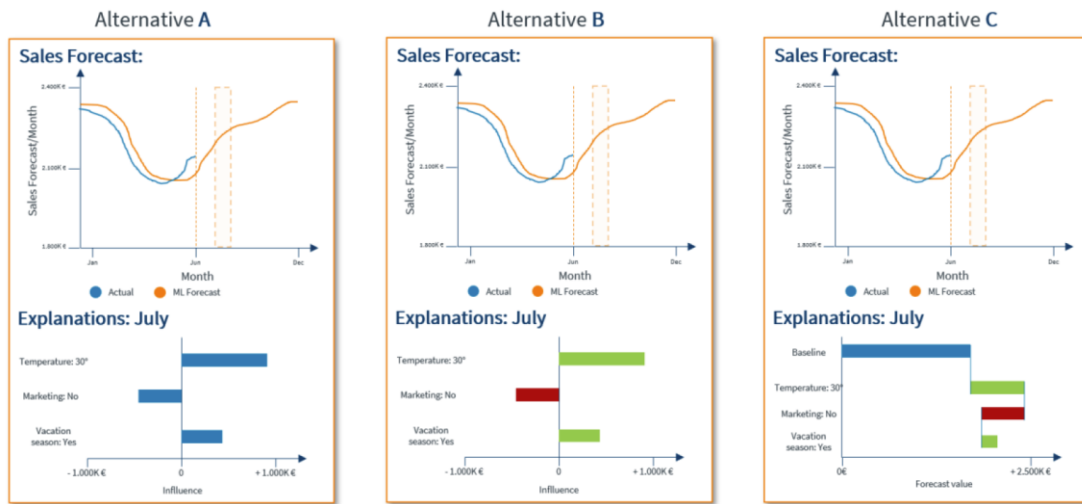 Alternative A
Sales Forecast:
2.400K €
2.100K €
1.800K €
Sales Forecast/Month
Jan
Jun
Dec
Month
Actual
ML Forecast
Explanations: July
Temperature: 30°
Marketing: No
Vacation
season: Yes
- 1.000K €
0
+ 1.000K €
Influence
Alternative B
Sales Forecast:
2.400K €
2.100K €
1.800K €
Sales Forecast/Month
Jan
Jun
Dec
Month
Actual
ML Forecast
Explanations: July
Temperature: 30°
Marketing: No
Vacation
season: Yes
- 1.000K €
0
+ 1.000K €
Influence
Alternative C
Sales Forecast:
2.400K €
2.100K €
1.800K €
Sales Forecast/Month
Jan
Jun
Dec
Month
Actual
ML Forecast
Explanations: July
Baseline
Temperature: 30°
Marketing: No
Vacation
season: Yes
0€
+2.500K €
Forecast value